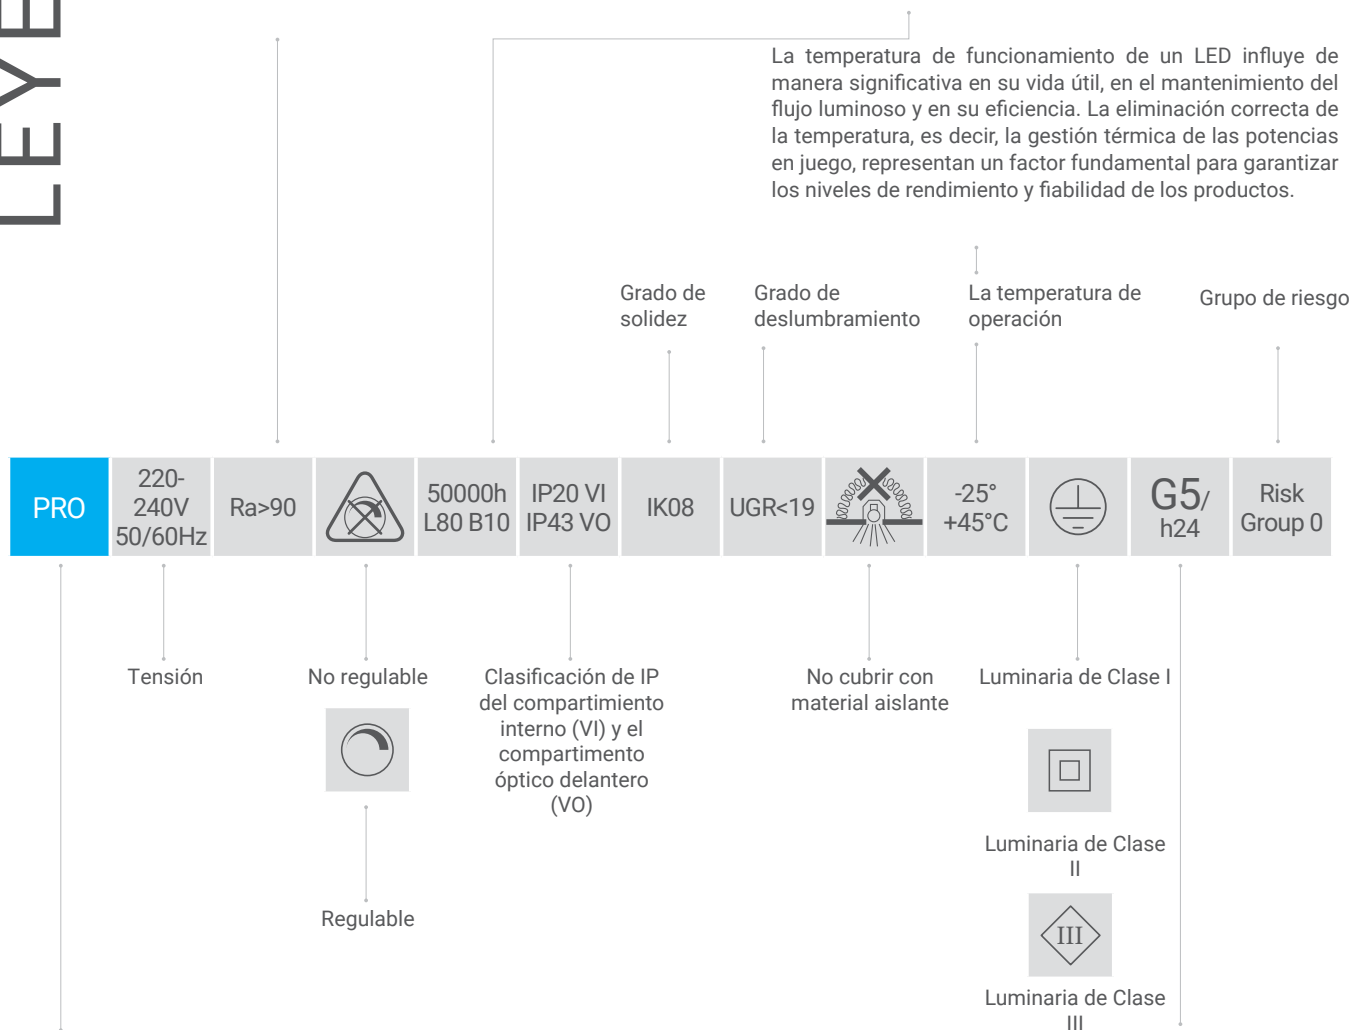 LEYE
La temperatura de funcionamiento de un LED influye de
manera significativa en su vida útil, en el mantenimiento del
flujo luminoso y en su eficiencia. La eliminación correcta de
la temperatura, es decir, la gestión térmica de las potencias
en juego, representan un factor fundamental para garantizar
los niveles de rendimiento y fiabilidad de los productos.
Grado de
solidez
Grado de
deslumbramiento
La temperatura de
operación
Grupo de riesgo
PRO
220-
240V
50/60Hz
Ra>90
50000h
L80 B10
IP20 VI
IP43 VO
IK08
UGR<19
-25°
+45°C
G5/
h24
Risk
Group 0
Tensión
No regulable
Clasificación de IP
del compartimiento
interno (VI) y el
compartimento
óptico delantero
(VO)
No cubrir con
material aislante
Luminaria de Clase I
Regulable
Luminaria de Clase
II
III
Luminaria de Clase
III